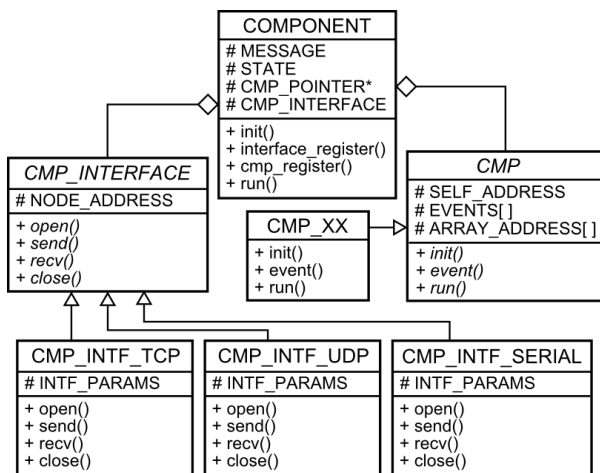 COMPONENT
# MESSAGE
# STATE
# CMP_POINTER*
# CMP_INTERFACE
+ init()
+ interface_register()
+ cmp_register()
+ run()
CMP_INTERFACE
# NODE_ADDRESS
+ open()
+ send()
+ recv()
+ close()
CMP_XX
+ init()
+ event()
+ run()
CMP
# SELF_ADDRESS
# EVENTS[ ]
# ARRAY_ADDRESS[ ]
+ init()
+ event()
+ run()
CMP_INTF_TCP
# INTF_PARAMS
+ open()
+ send()
+ recv()
+ close()
CMP_INTF_UDP
# INTF_PARAMS
+ open()
+ send()
+ recv()
+ close()
CMP_INTF_SERIAL
# INTF_PARAMS
+ open()
+ send()
+ recv()
+ close()